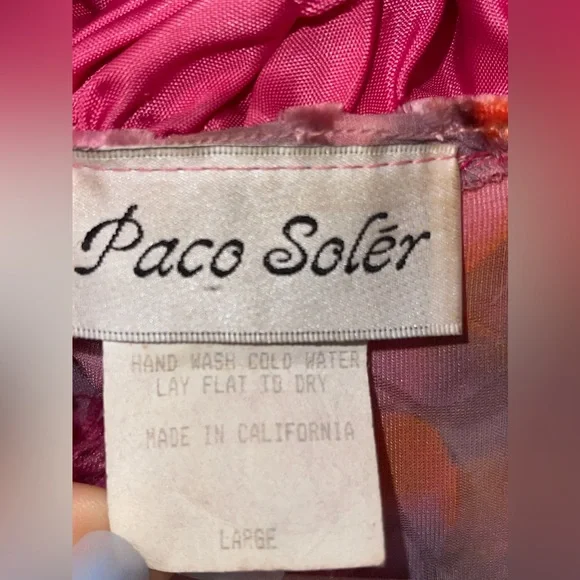 Paco Solér
HAND WASH COLD WATER
LAY FLAT TO DRY
MADE IN CALIFORNIA
LARGE